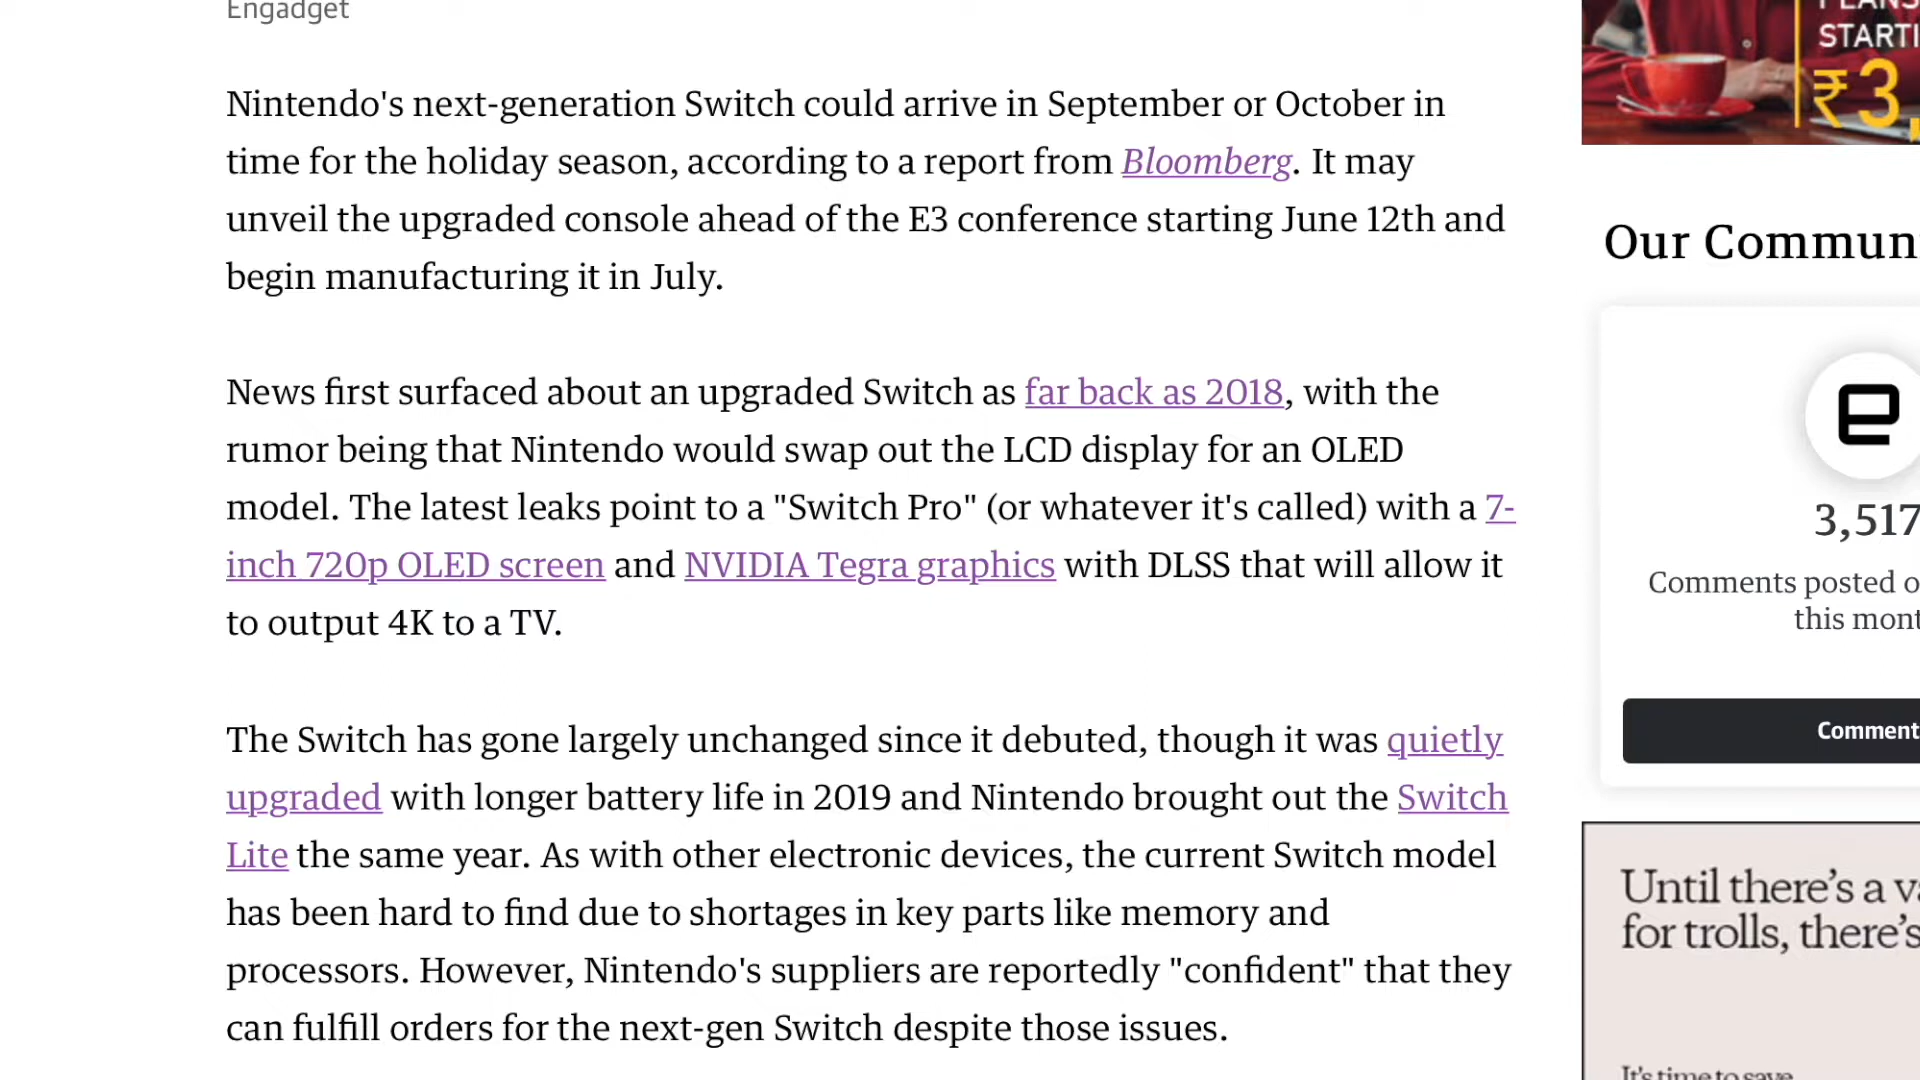 Engadget
Nintendo's next-generation Switch could arrive in September or October in
time for the holiday season, according to a report from Bloomberg. It may
unveil the upgraded console ahead of the E3 conference starting June 12th and
begin manufacturing it in July.
News first surfaced about an upgraded Switch as far back as 2018, with the
rumor being that Nintendo would swap out the LCD display for an OLED
model. The latest leaks point to a "Switch Pro" (or whatever it's called) with a 7-
inch 720p OLED screen and NVIDIA Tegra graphics with DLSS that will allow it
to output 4K to a TV.
The Switch has gone largely unchanged since it debuted, though it was quietly
upgraded with longer battery life in 2019 and Nintendo brought out the Switch
Lite the same year. As with other electronic devices, the current Switch model
has been hard to find due to shortages in key parts like memory and
processors. However, Nintendo's suppliers are reportedly "confident" that they
can fulfill orders for the next-gen Switch despite those issues.
PLANS
STARTI
₹3,
Our Commun
e
3,517
Comments posted o
this mont
Comment
Until there's a va
for trolls, there's
It's time to save